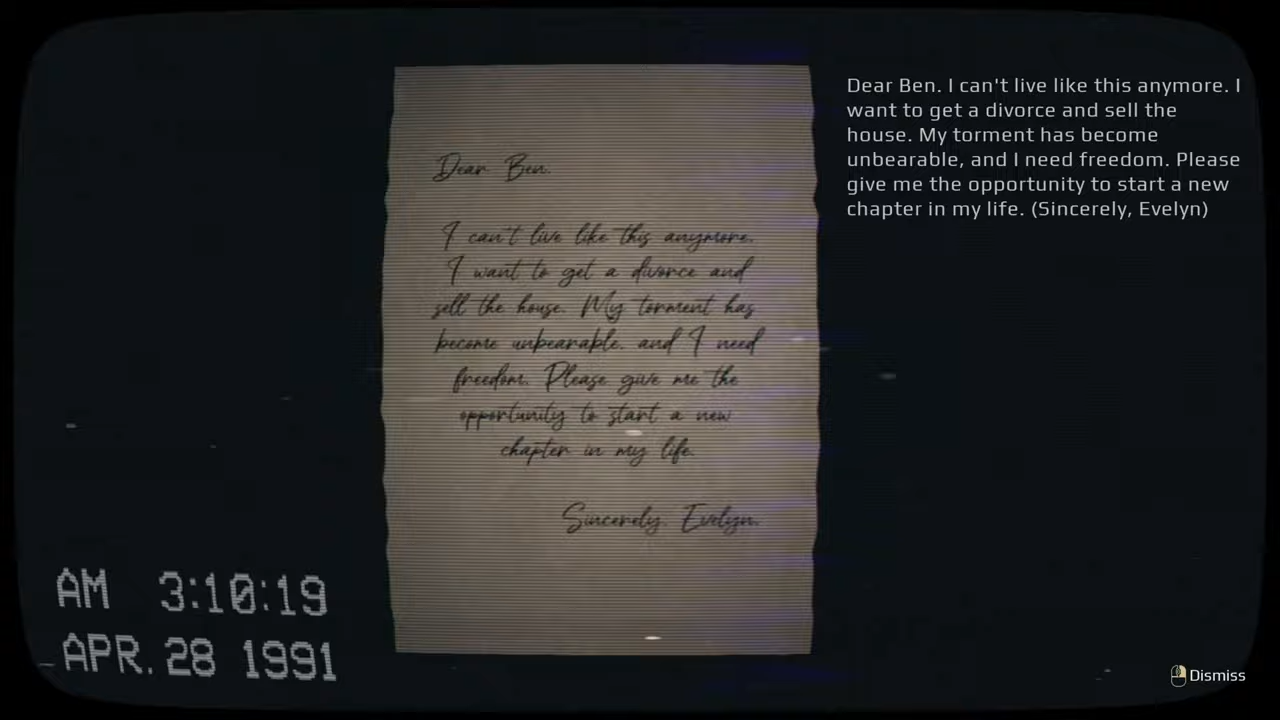 Dear Ben.
I can't live like this anymore.
I want to get a divorce and
sell the house. My torment has
become unbearable. and I need
freedom. Please give me the
opportunity to start a new
chapter in my life.
Sincerely, Evelyn.
Dear Ben. I can't live like this anymore. I
want to get a divorce and sell the
house. My torment has become
unbearable, and I need freedom. Please
give me the opportunity to start a new
chapter in my life. (Sincerely, Evelyn)
AM 3:10:19
APR. 28 1991
Dismiss